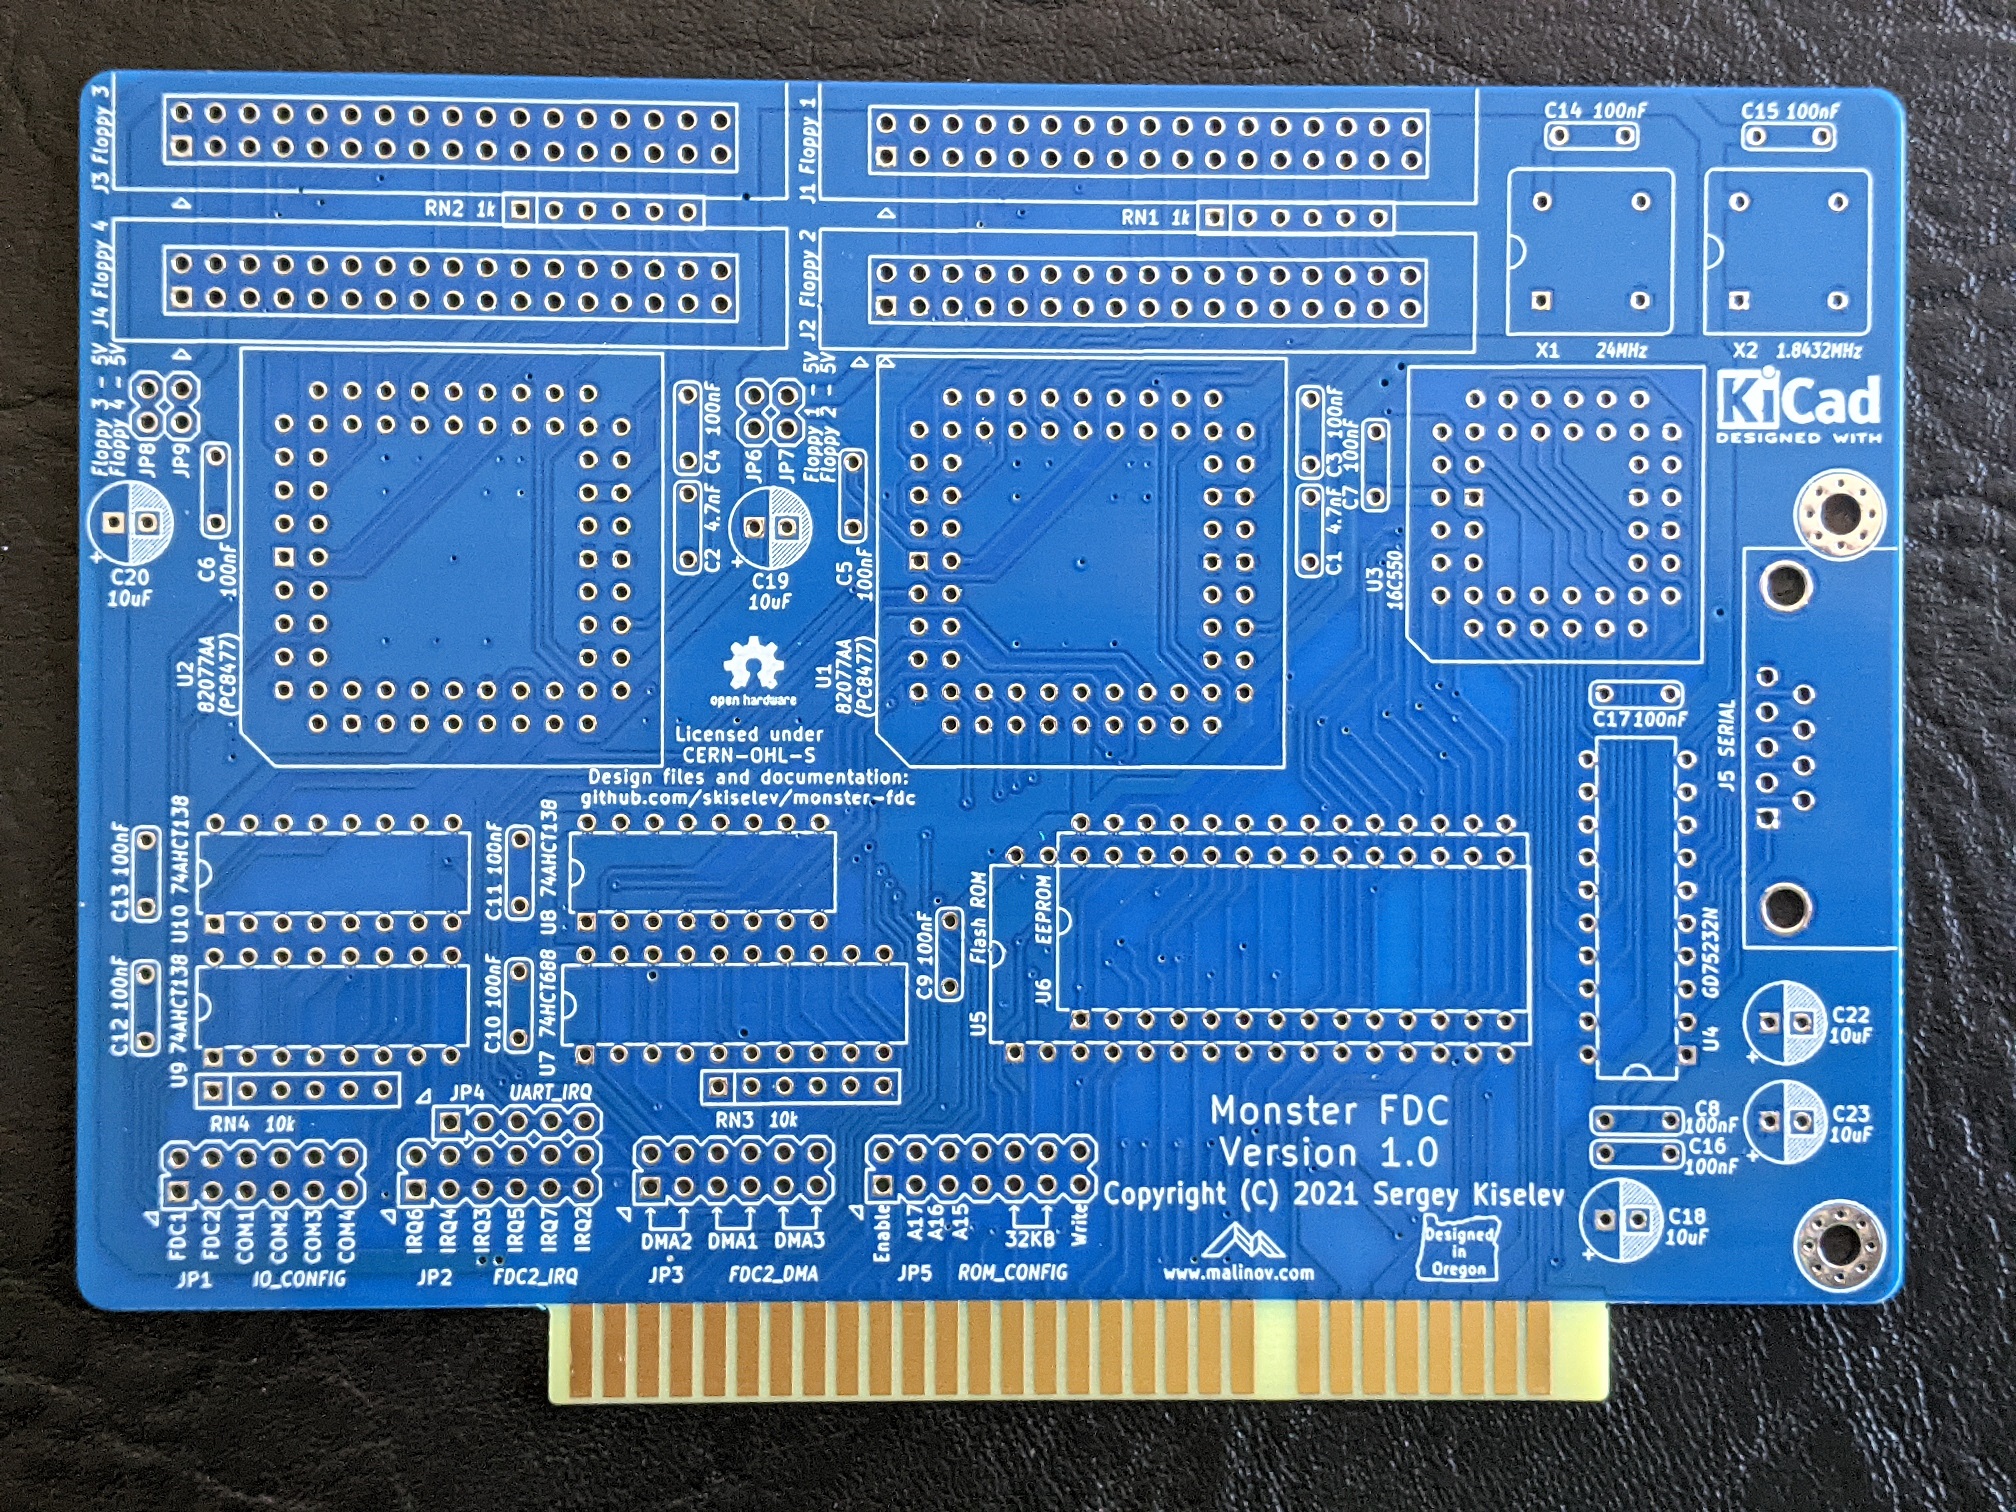 J3 Floppy 3
J1 Floppy 1
C14 100nF
C15 100nF
RN2 1k
RN1 1k
J4 Floppy 4
J2 Floppy 2
X1 24MHz
X2 1.8432MHz
KiCad
DESIGNED WITH
Floppy 3 - 5V
Floppy 4 - 5V
JP8
JP9
C4 100nF
JP6
JP7
Floppy 1 - 5V
Floppy 2 - 5V
C3 100nF
C7 100nF
C20
10uF
C6
100nF
C2 4.7nF
C19
10uF
C5
100nF
C1 4.7nF
U3
16C550
U2
82077AA
(PC8477)
open hardware
U1
82077AA
(PC8477)
Licensed under
CERN-OHL-S
Design files and documentation:
github.com/skiselev/monster-fdc
C17 100nF
J5 SERIAL
C13 100nF
U10 74AHCT138
C11 100nF
U8 74AHCT138
C9 100nF
Flash ROM
U5
EEPROM
U6
GD75232N
U4
C12 100nF
U9 74AHCT138
C10 100nF
U7 74HCT688
C22
10uF
RN4 10k
JP4 UART_IRQ
RN3 10k
Monster FDC
Version 1.0
Copyright (C) 2021 Sergey Kiselev
C8
100nF
C16
100nF
C23
10uF
C18
10uF
FDC1
FDC2
COM1
COM2
COM3
COM4
JP1 IO_CONFIG
IRQ6
IRQ4
IRQ3
IRQ5
IRQ7
IRQ2
JP2 FDC2_IRQ
DMA2 DMA1 DMA3
JP3 FDC2_DMA
Enable
A17
A16
A15
32KB
Write
JP5 ROM_CONFIG
www.malinov.com
Designed
in
Oregon